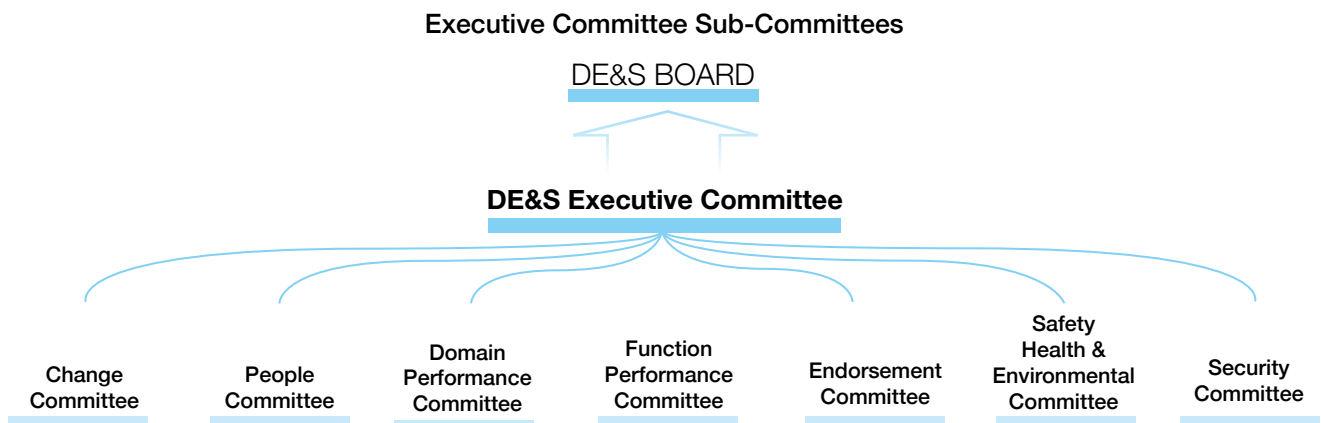 Executive Committee Sub-Committees
DE&S BOARD
DE&S Executive Committee
Change
Committee
People
Committee
Domain
Performance
Committee
Function
Performance
Committee
Endorsement
Committee
Safety
Health &
Environmental
Committee
Security
Committee